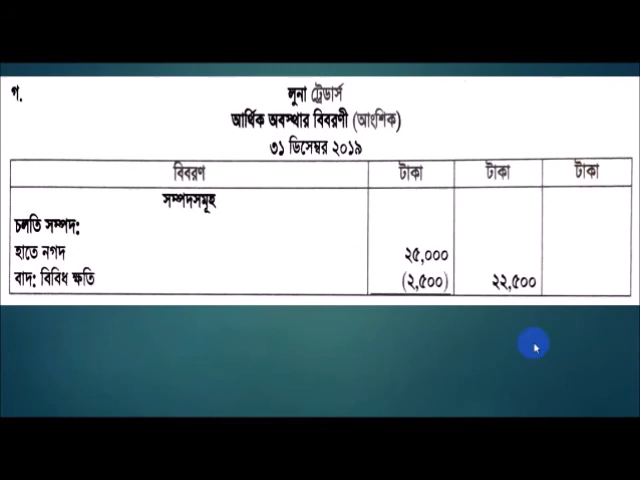 গ.
লুনা ট্রেডার্স
আর্থিক অবস্থার বিবরণী (আংশিক)
৩১ ডিসেম্বর ২০১৯
বিবরণ টাকা টাকা টাকা
সম্পদসমূহ
চলতি সম্পদ:
হাতে নগদ ২৫,০০০
বাদ: বিবিধ ক্ষতি (২,৫০০) ২২,৫০০